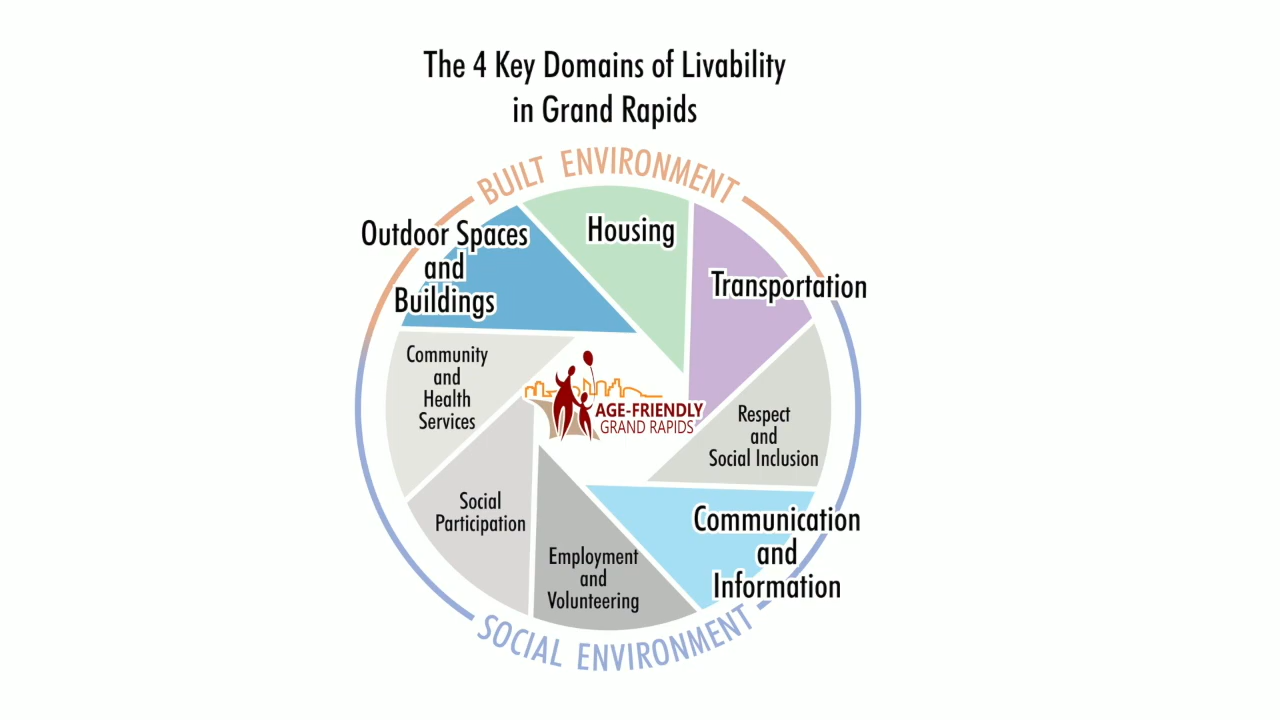 The 4 Key Domains of Livability
in Grand Rapids
BUILT ENVIRONMENT
Outdoor Spaces
and
Buildings
Housing
Transportation
Community
and
Health
Services
AGE-FRIENDLY
GRAND RAPIDS
Respect
and
Social Inclusion
Social
Participation
Employment
and
Volunteering
Communication
and
Information
SOCIAL ENVIRONMENT